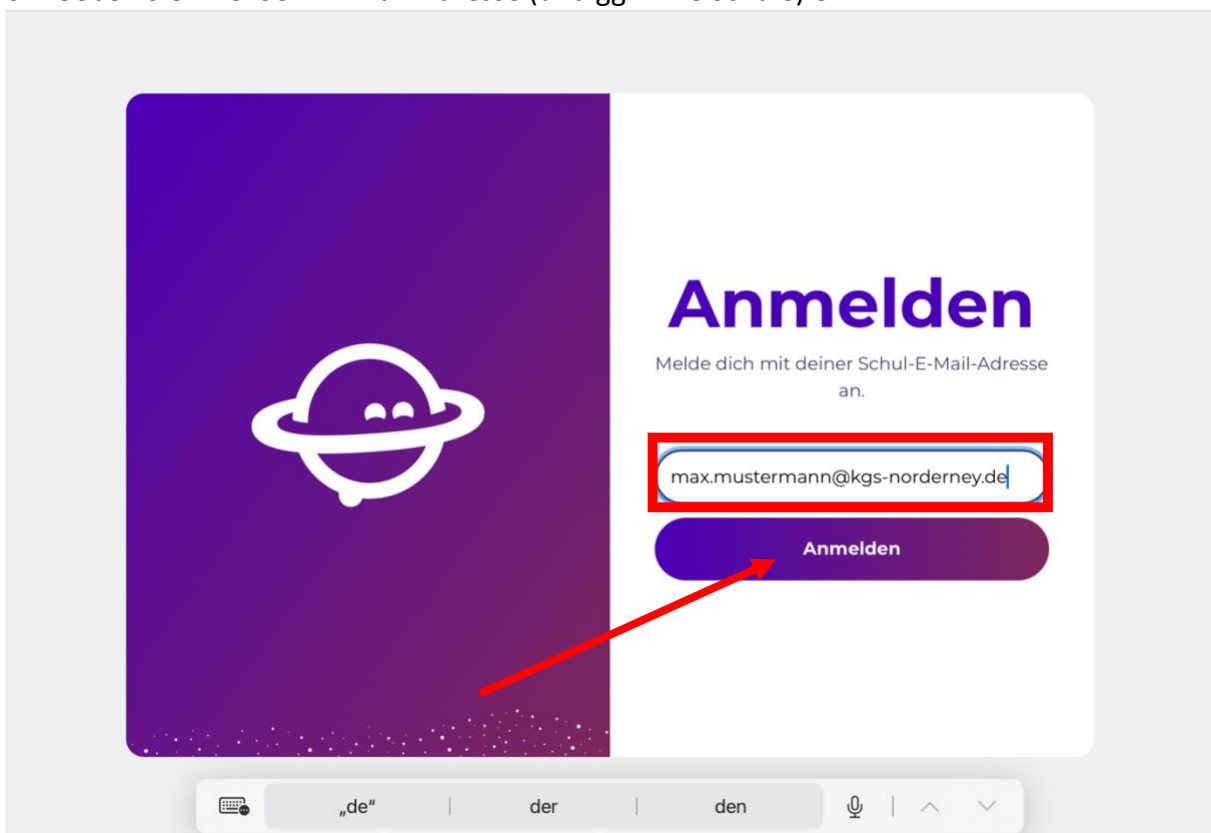 Anmelden
Melde dich mit deiner Schul-E-Mail-Adresse
an.
max.mustermann@kgs-norderney.de
Anmelden
„de“ der den